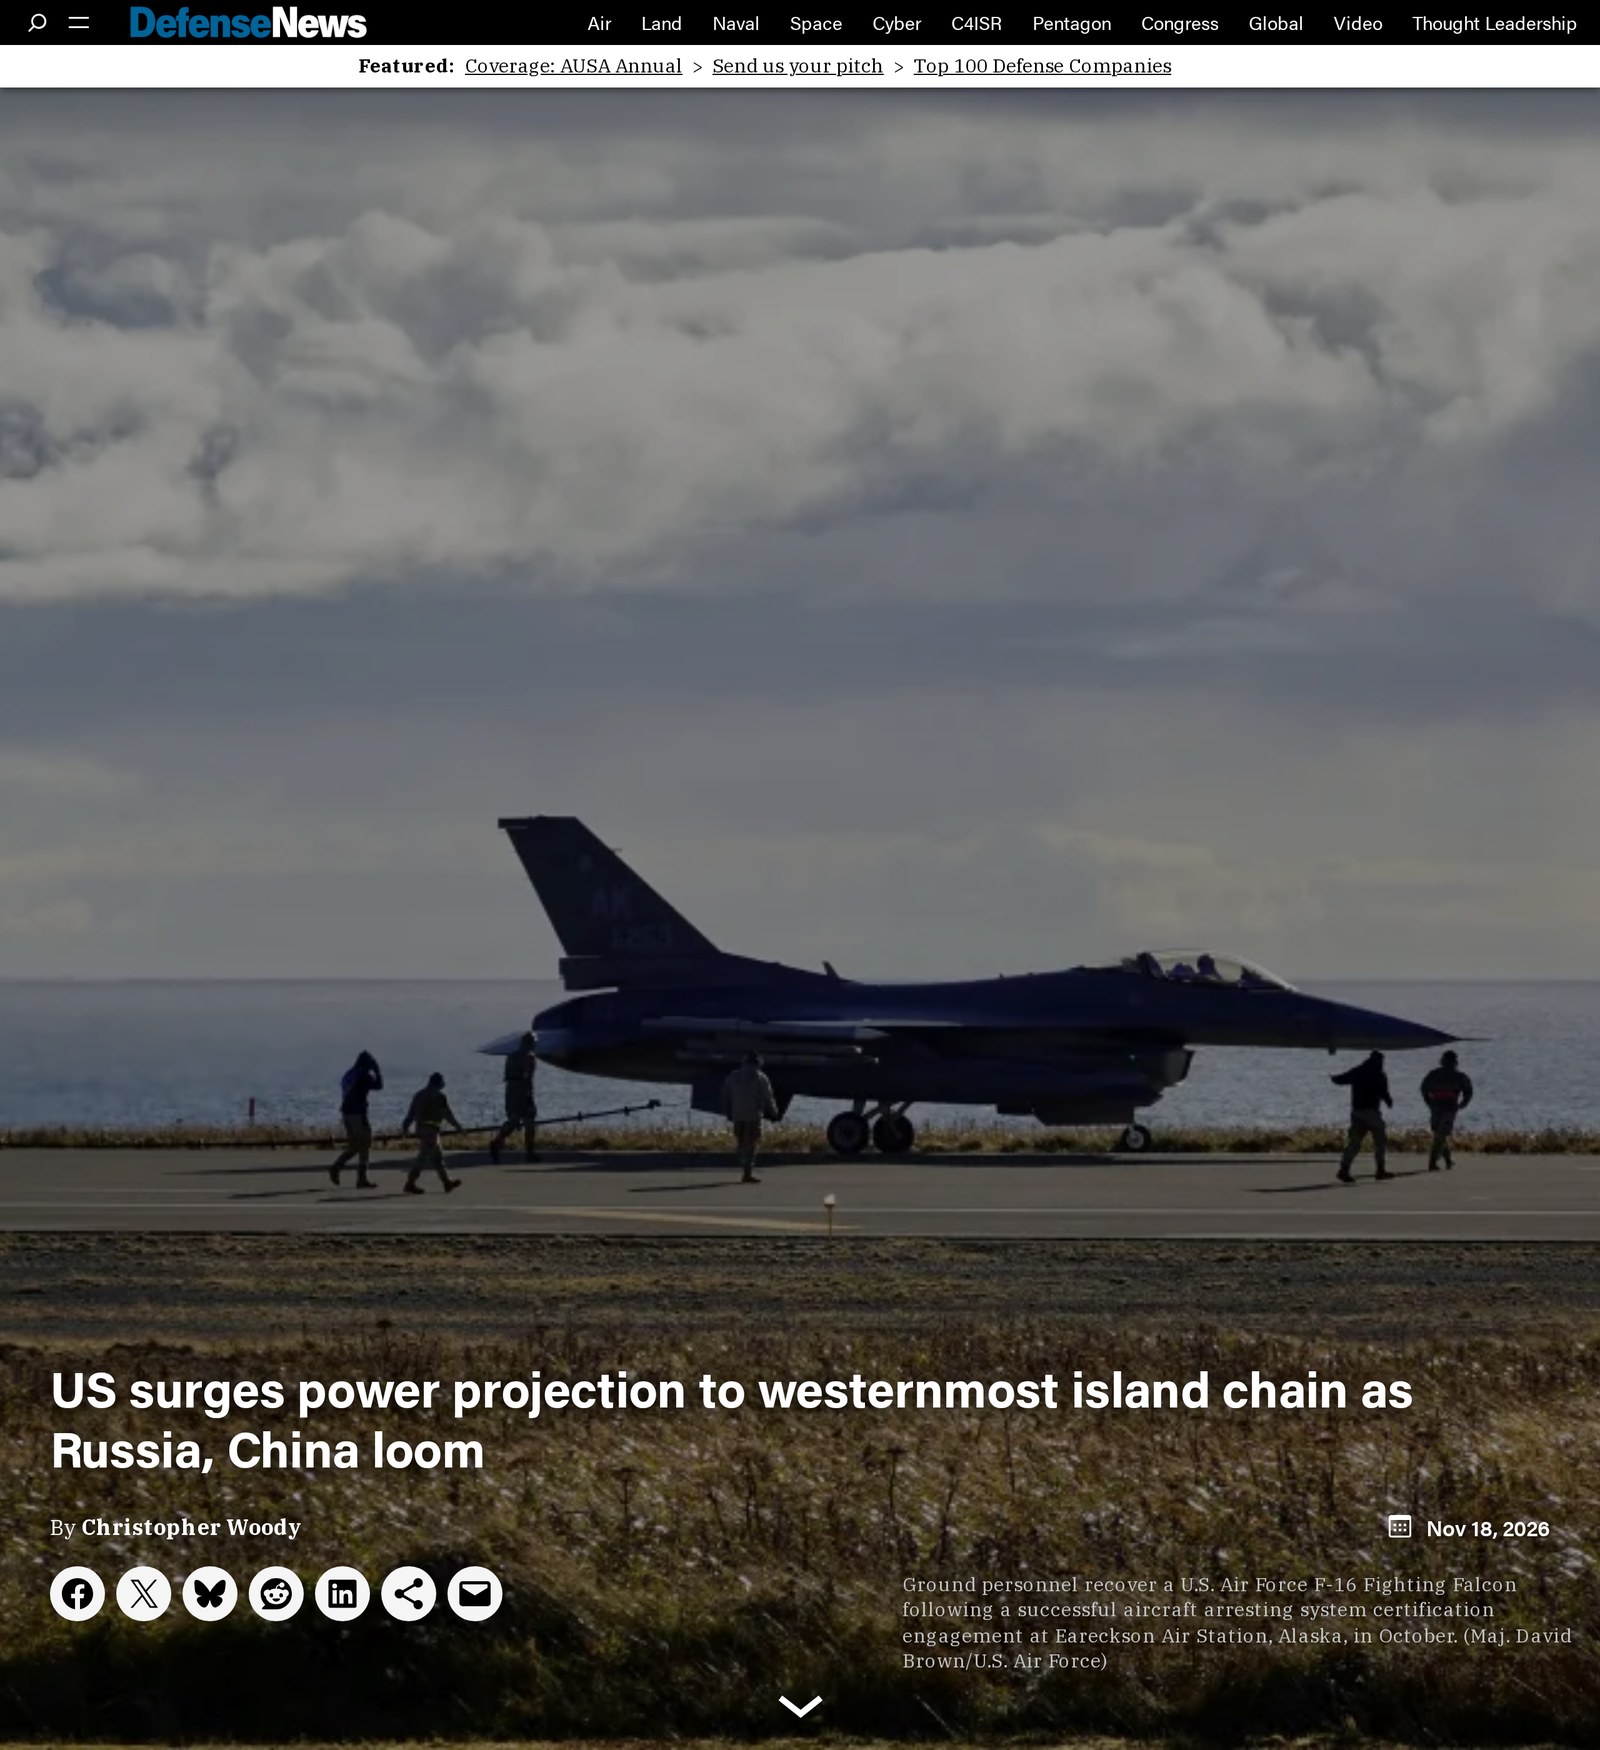 DefenseNews
Air Land Naval Space Cyber C4ISR Pentagon Congress Global Video Thought Leadership
Featured: Coverage: AUSA Annual > Send us your pitch > Top 100 Defense Companies
AK
US surges power projection to westernmost island chain as
Russia, China loom
By Christopher Woody
Nov 18, 2026
Ground personnel recover a U.S. Air Force F-16 Fighting Falcon
following a successful aircraft arresting system certification
engagement at Eareckson Air Station, Alaska, in October. (Maj. David
Brown/U.S. Air Force)